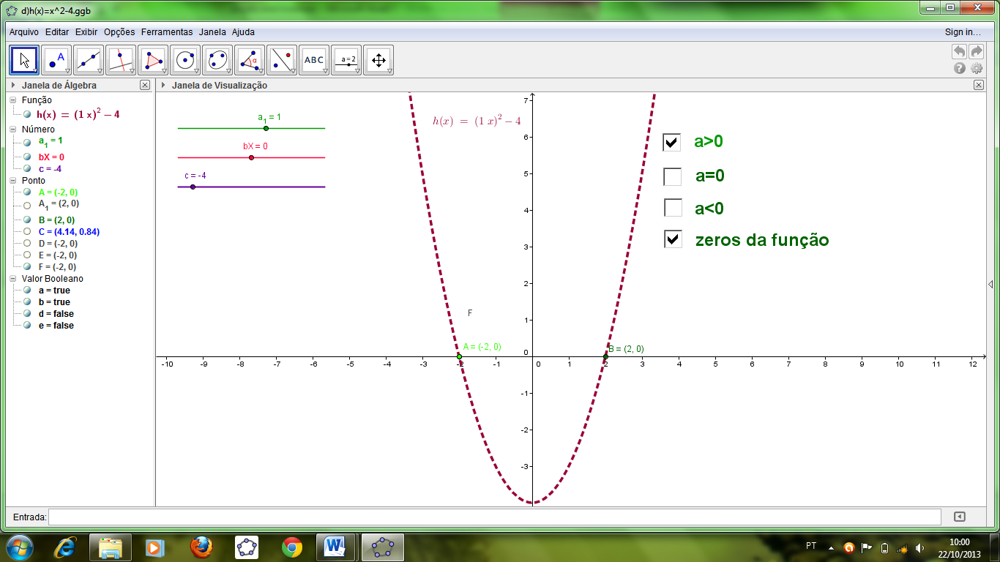 d)h(x)=x^2-4.ggb
Arquivo Editar Exibir Opções Ferramentas Janela Ajuda Sign in...
A ABC a = 2
Janela de Álgebra
Função
h(x) = (1 x)² – 4
Número
a₁ = 1
bX = 0
c = -4
Ponto
A = (-2, 0)
A₁ = (2, 0)
B = (2, 0)
C = (4.14, 0.84)
D = (-2, 0)
E = (-2, 0)
F = (-2, 0)
Valor Booleano
a = true
b = true
d = false
e = false
Janela de Visualização
a₁ = 1
bX = 0
c = -4
h(x) = (1 x)² – 4
a>0
a=0
a<0
zeros da função
7
6
5
4
3
2
1
0
-1
-2
-3
F
A = (-2, 0)
B = (2, 0)
-10 -9 -8 -7 -6 -5 -4 -3 -2 -1 0 1 2 3 4 5 6 7 8 9 10 11 12
Entrada:
PT
10:00
22/10/2013